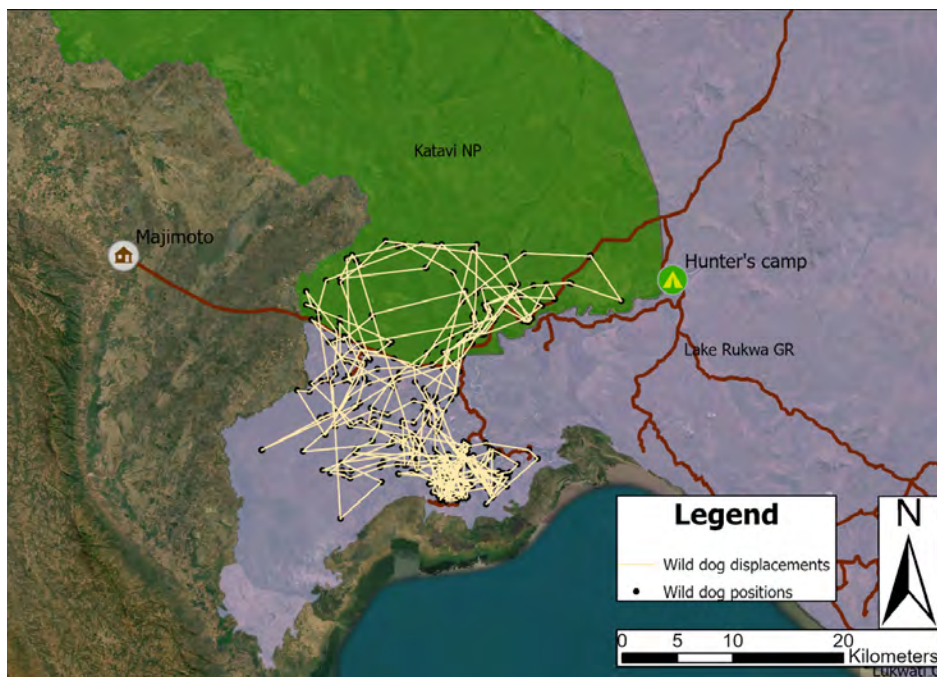 Katavi NP
Majimoto
Hunter's camp
Lake Rukwa GR
Legend
Wild dog displacements
Wild dog positions
N
0 5 10 20
Kilometers
Lukwati G